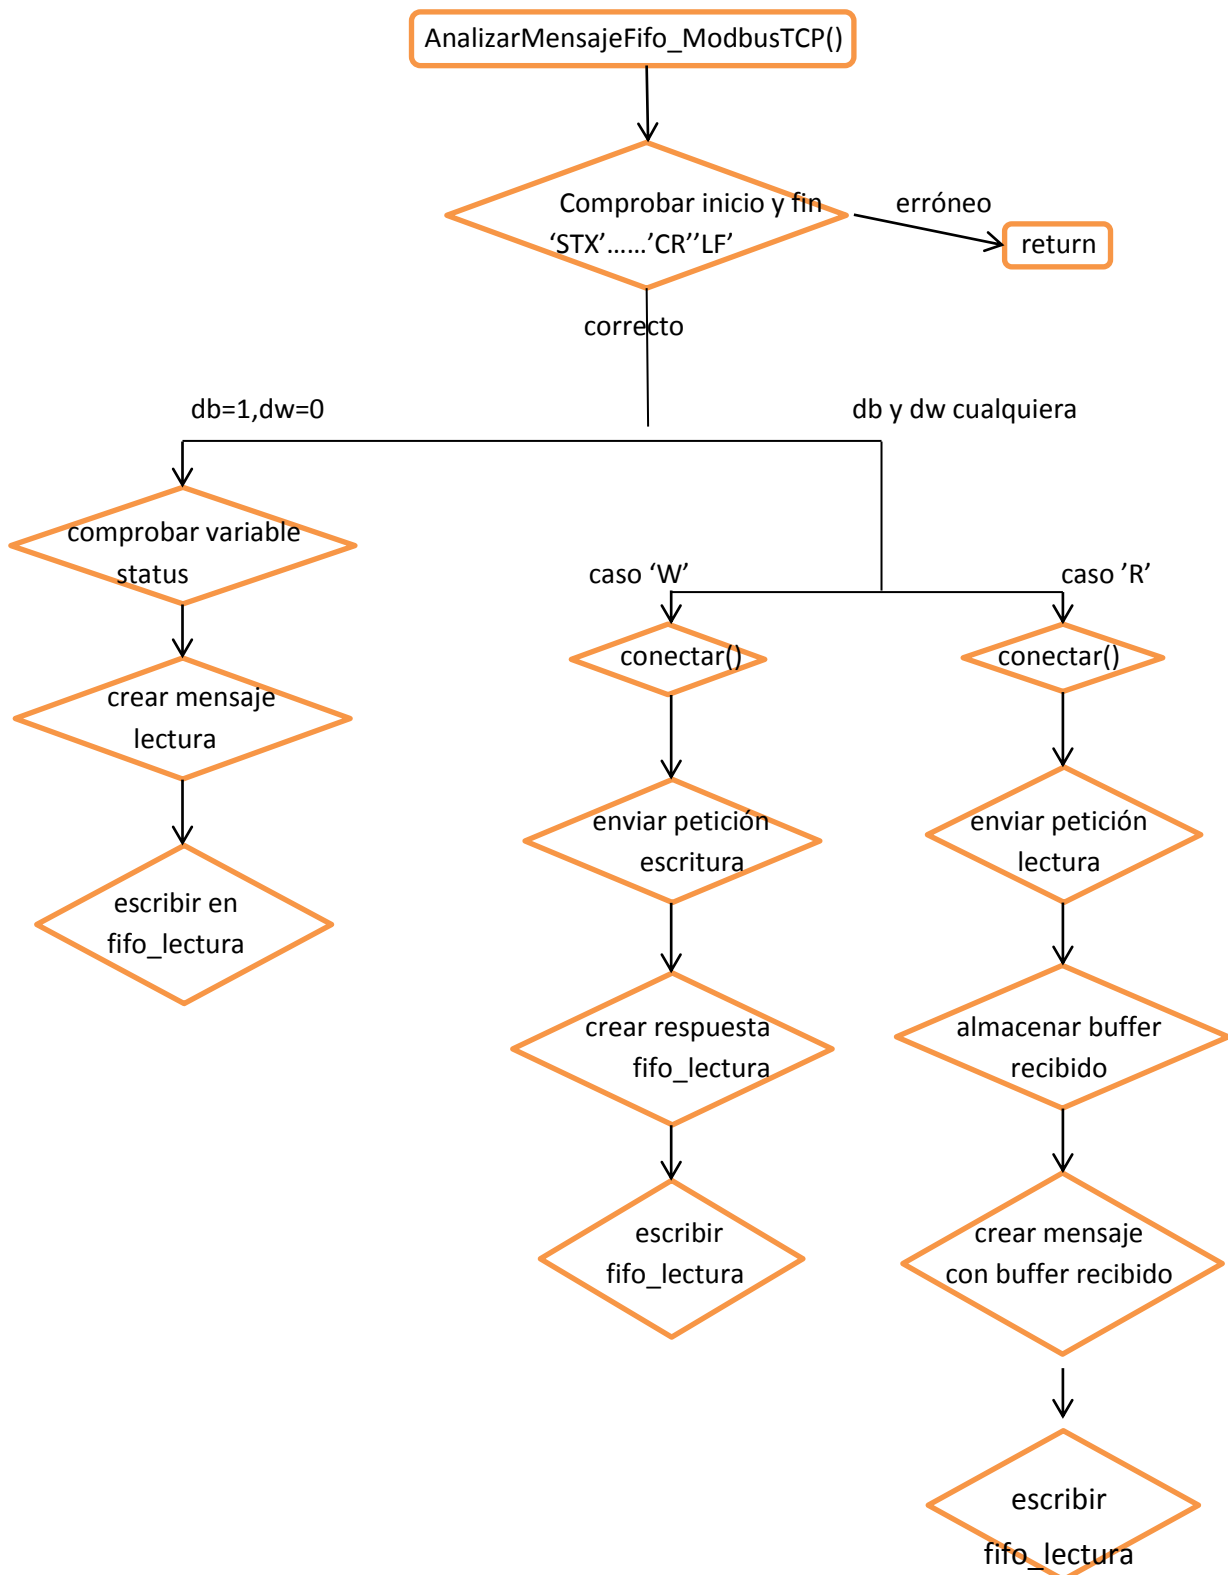 AnalizarMensajeFifo_ModbusTCP()
Comprobar inicio y fin
‘STX’……’CR’’LF’
erróneo
return
correcto
db=1,dw=0
db y dw cualquiera
comprobar variable
status
caso ‘W’
caso ’R’
conectar()
conectar()
crear mensaje
lectura
enviar petición
escritura
enviar petición
lectura
escribir en
fifo_lectura
crear respuesta
fifo_lectura
almacenar buffer
recibido
escribir
fifo_lectura
crear mensaje
con buffer recibido
escribir
fifo_lectura